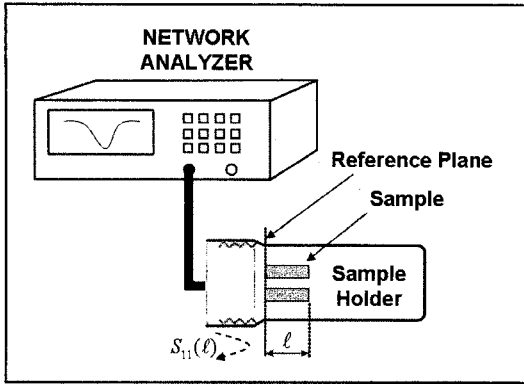 NETWORK
ANALYZER
Reference Plane
Sample
Sample
Holder
S₁₁(ℓ)
ℓ